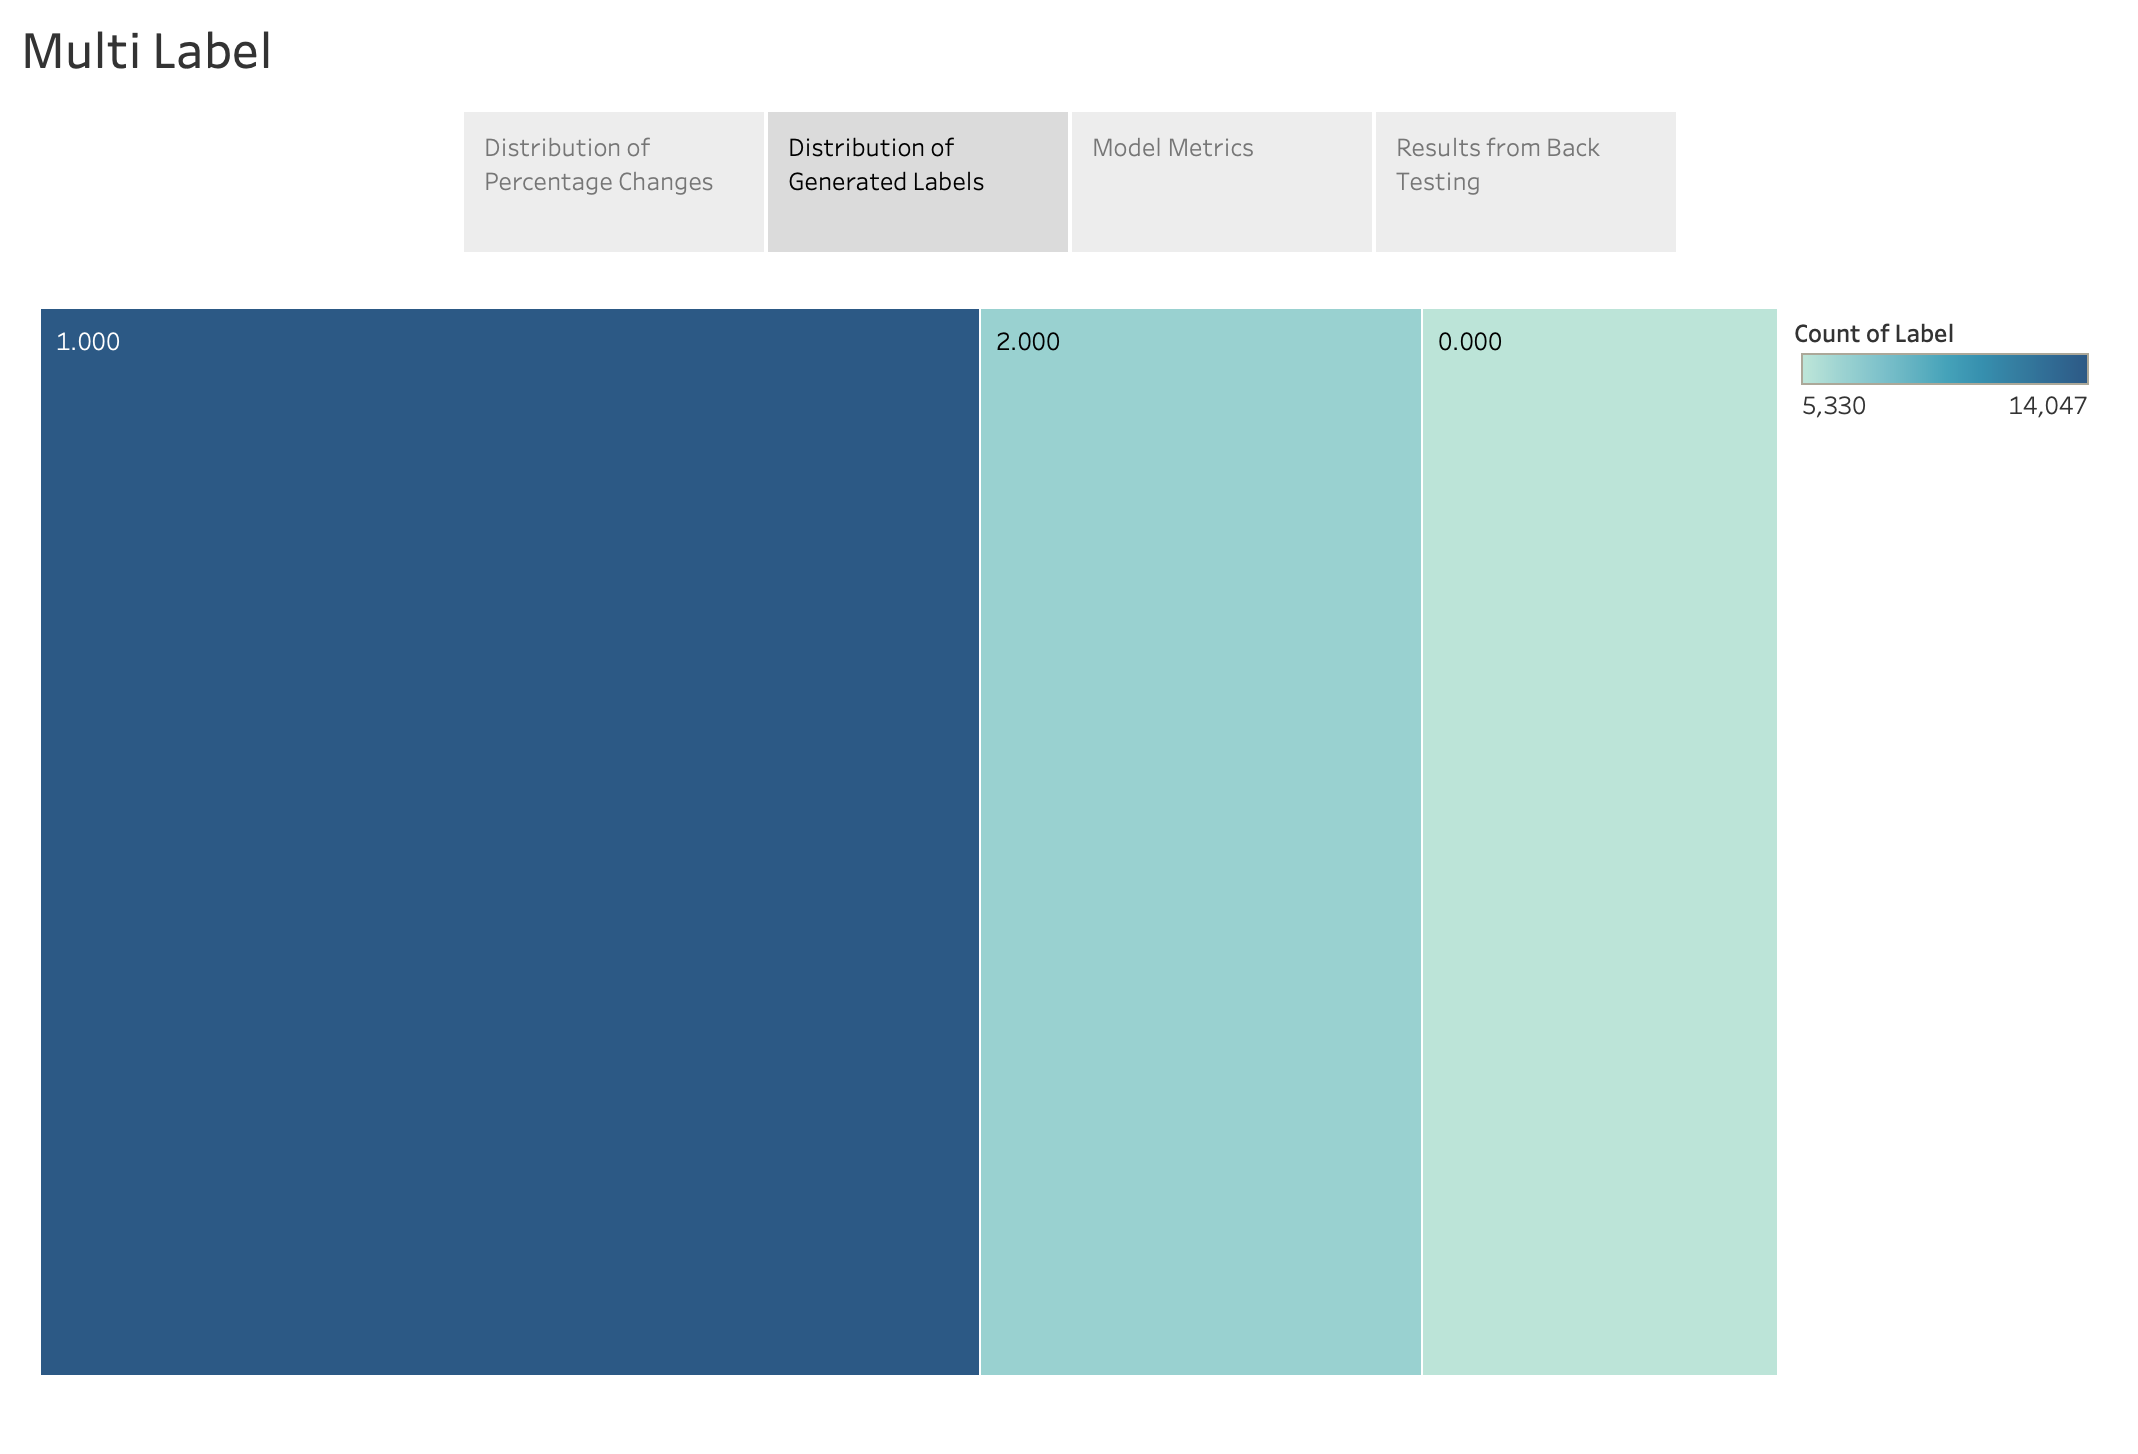 Multi Label
Distribution of
Percentage Changes
Distribution of
Generated Labels
Model Metrics
Results from Back
Testing
1.000
2.000
0.000
Count of Label
5,330
14,047